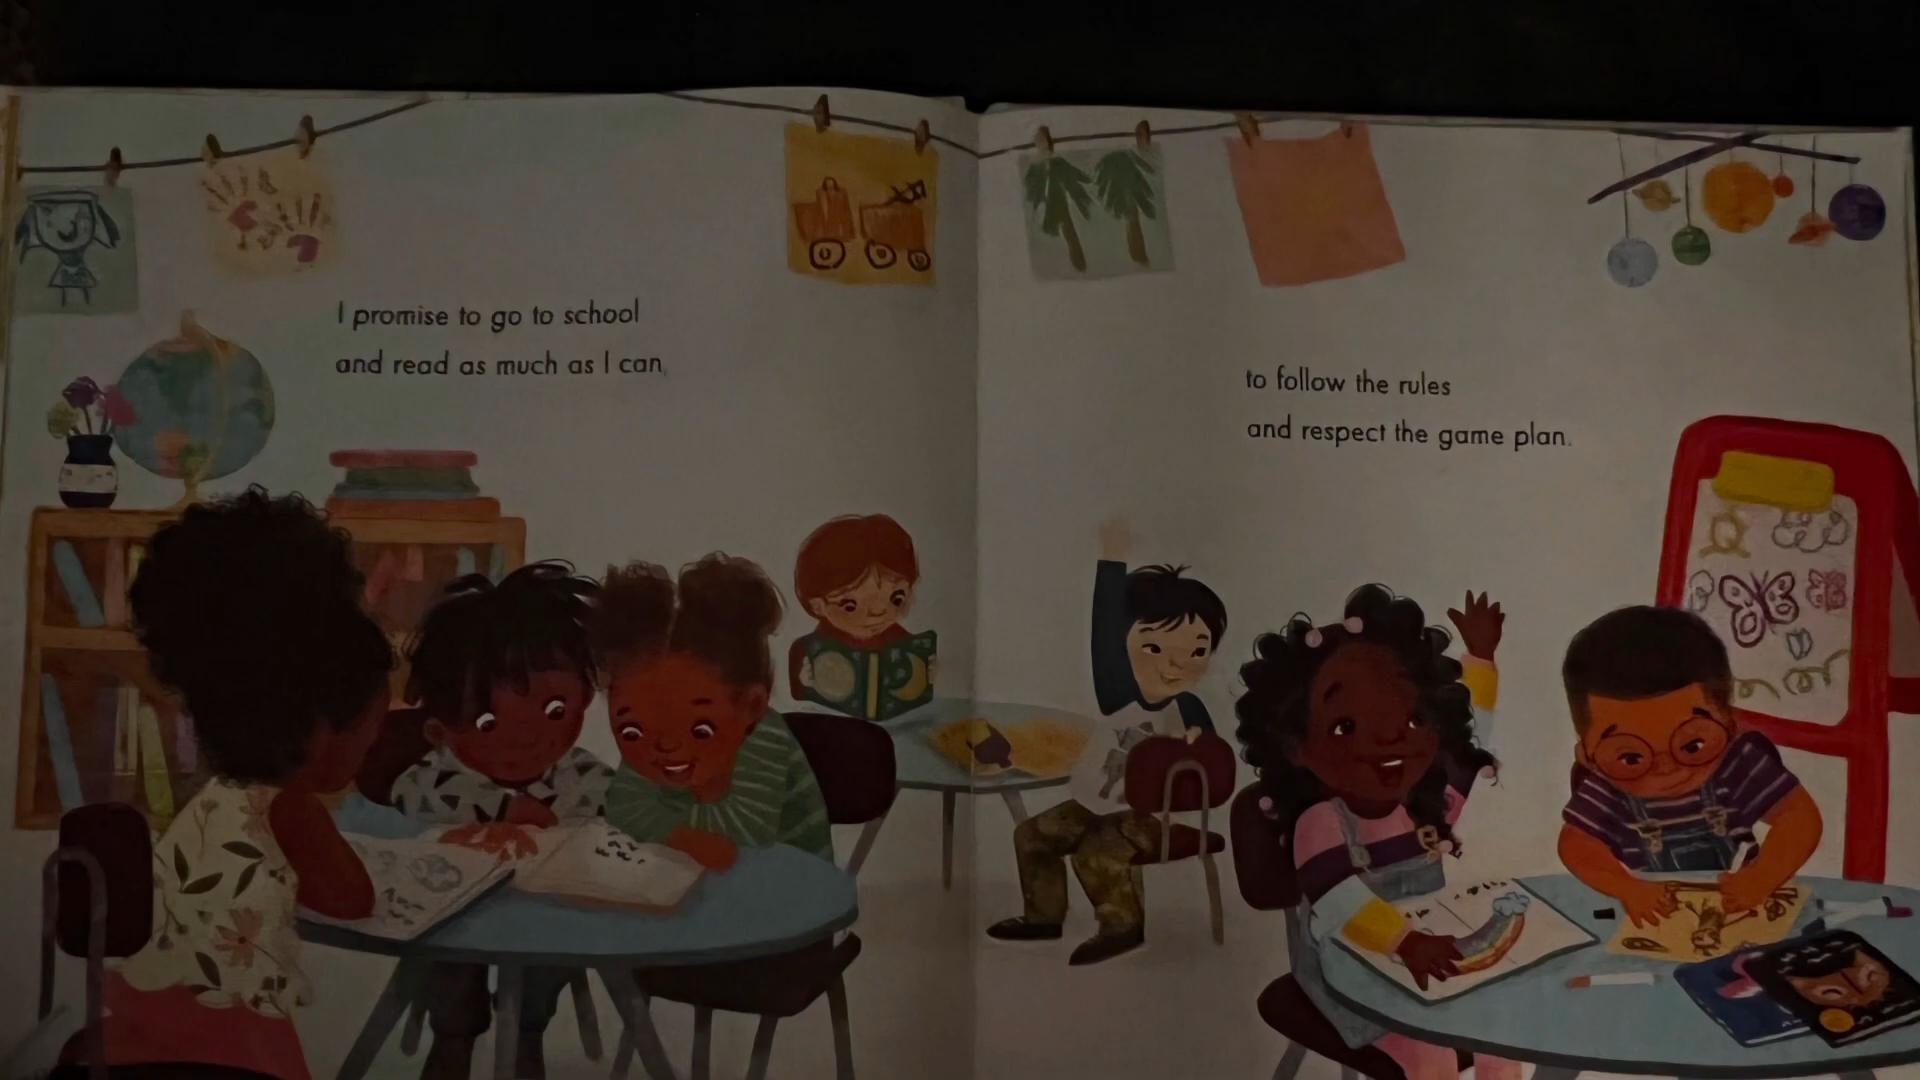 I promise to go to school
and read as much as I can,
to follow the rules
and respect the game plan.